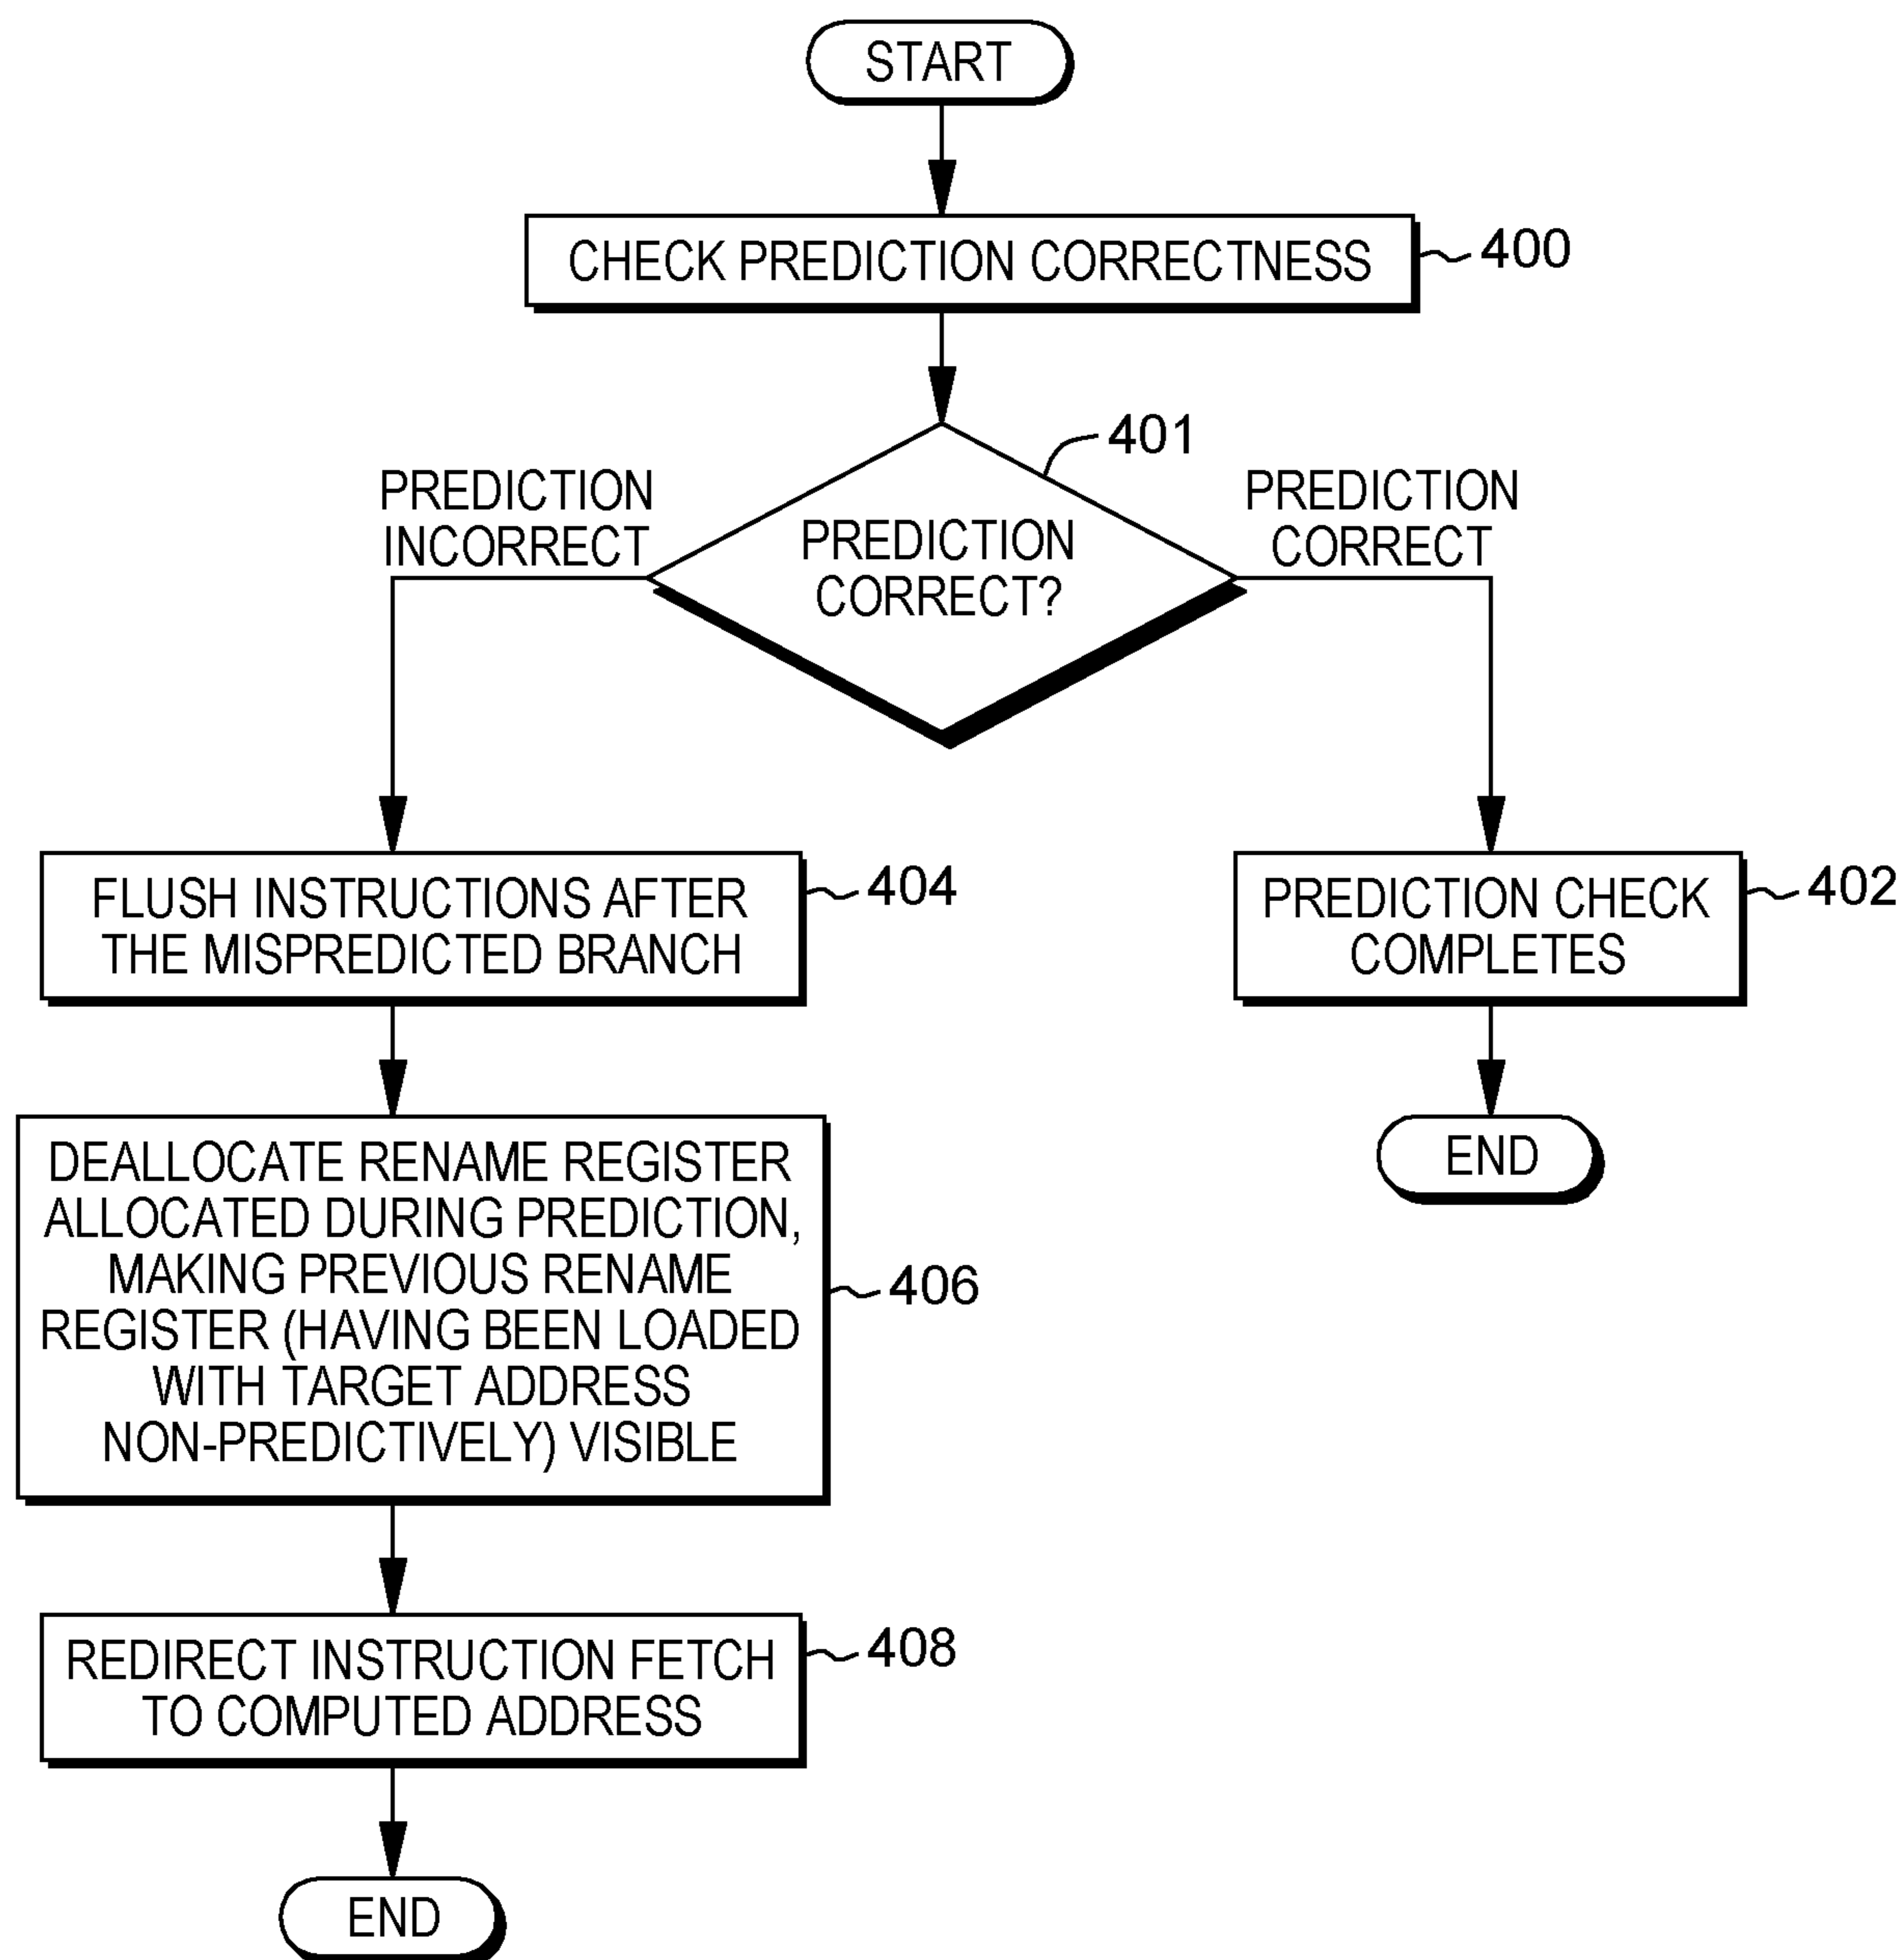 START
CHECK PREDICTION CORRECTNESS
400
401
PREDICTION
INCORRECT
PREDICTION
CORRECT?
PREDICTION
CORRECT
FLUSH INSTRUCTIONS AFTER
THE MISPREDICTED BRANCH
404
PREDICTION CHECK
COMPLETES
402
DEALLOCATE RENAME REGISTER
ALLOCATED DURING PREDICTION,
MAKING PREVIOUS RENAME
REGISTER (HAVING BEEN LOADED
WITH TARGET ADDRESS
NON-PREDICTIVELY) VISIBLE
406
END
REDIRECT INSTRUCTION FETCH
TO COMPUTED ADDRESS
408
END